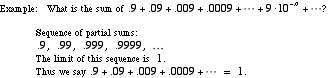 Example: What is the sum of .9 + .09 + .009 + .0009 + ⋯ + 9 · 10⁻ⁿ + ⋯?
Sequence of partial sums:
.9, .99, .999, .9999, ...
The limit of this sequence is 1.
Thus we say .9 + .09 + .009 + .0009 + ⋯ = 1.